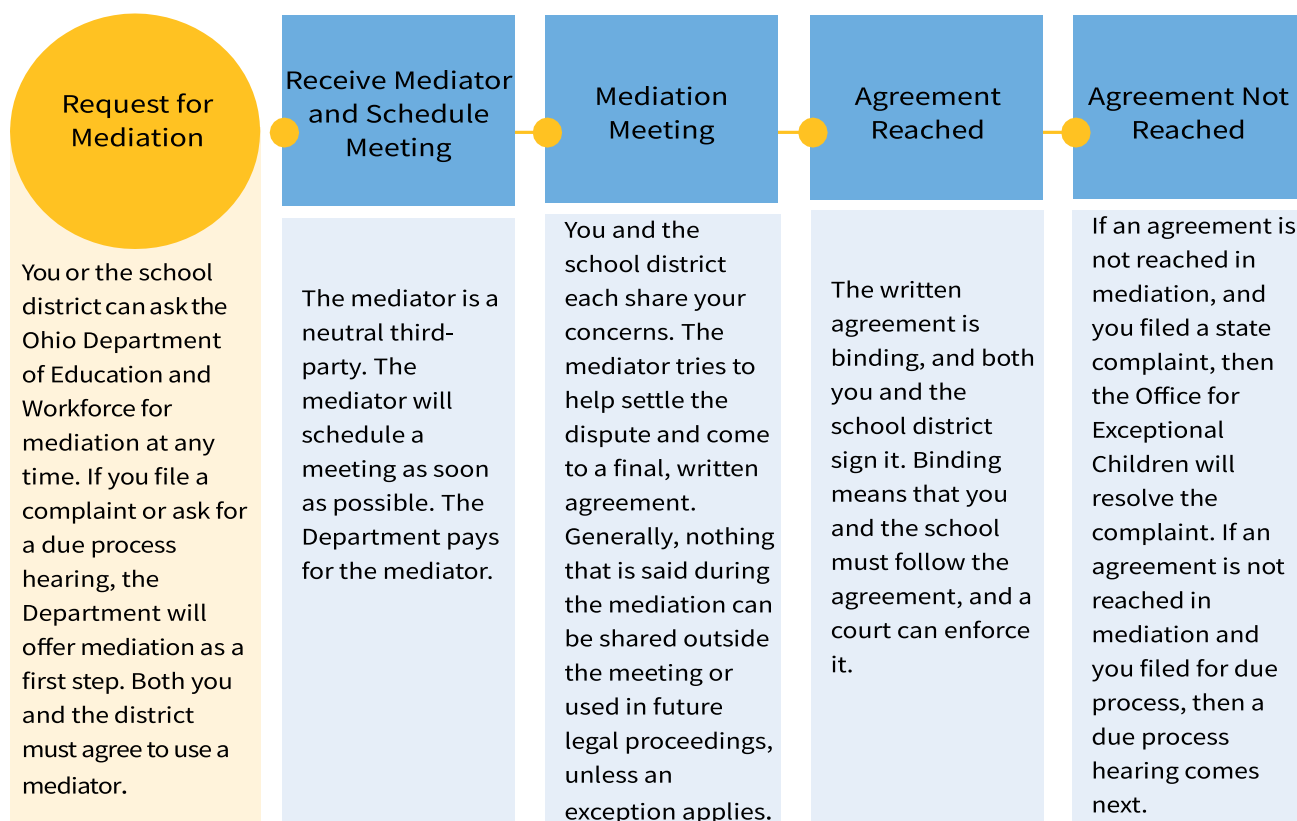 Request for
Mediation
You or the school
district can ask the
Ohio Department
of Education and
Workforce for
mediation at any
time. If you file a
complaint or ask for
a due process
hearing, the
Department will
offer mediation as a
first step. Both you
and the district
must agree to use a
mediator.
Receive Mediator
and Schedule
Meeting
The mediator is a
neutral third-
party. The
mediator will
schedule a
meeting as soon
as possible. The
Department pays
for the mediator.
Mediation
Meeting
You and the
school district
each share your
concerns. The
mediator tries to
help settle the
dispute and come
to a final, written
agreement.
Generally, nothing
that is said during
the mediation can
be shared outside
the meeting or
used in future
legal proceedings,
unless an
exception applies.
Agreement
Reached
The written
agreement is
binding, and both
you and the
school district
sign it. Binding
means that you
and the school
must follow the
agreement, and a
court can enforce
it.
Agreement Not
Reached
If an agreement is
not reached in
mediation, and
you filed a state
complaint, then
the Office for
Exceptional
Children will
resolve the
complaint. If an
agreement is not
reached in
mediation and
you filed for due
process, then a
due process
hearing comes
next.